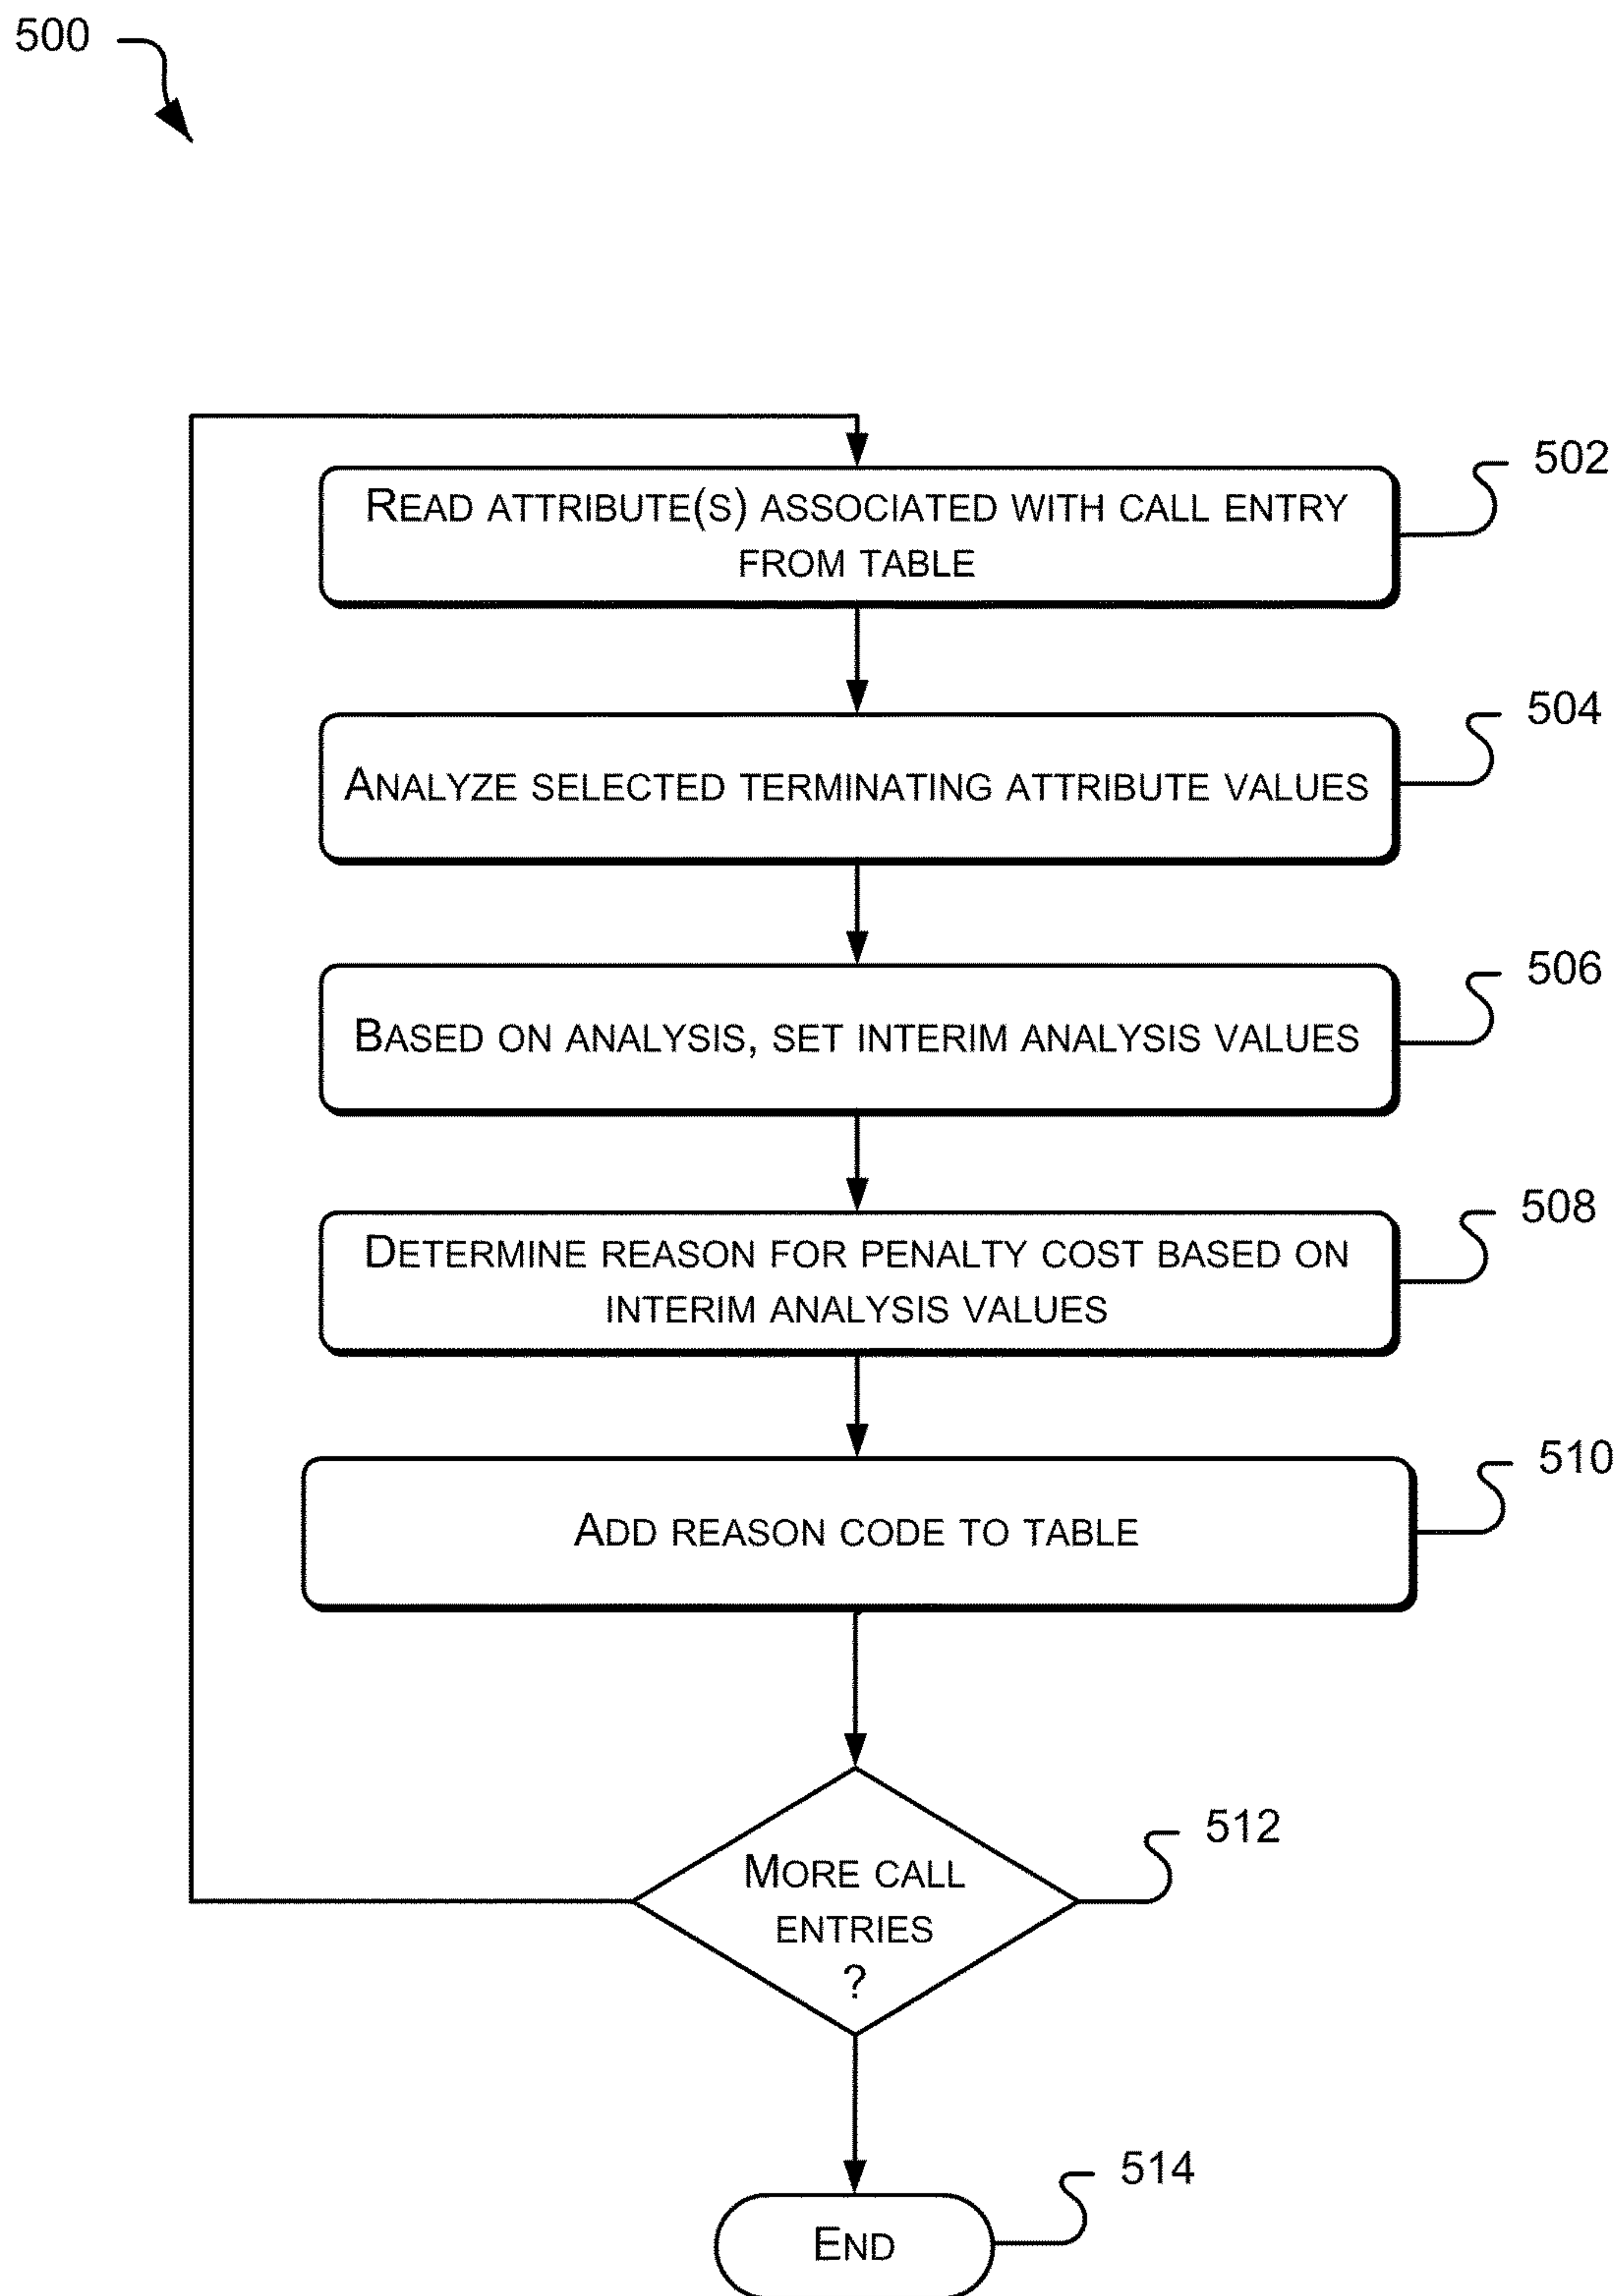 500
READ ATTRIBUTE(S) ASSOCIATED WITH CALL ENTRY
FROM TABLE
502
ANALYZE SELECTED TERMINATING ATTRIBUTE VALUES
504
BASED ON ANALYSIS, SET INTERIM ANALYSIS VALUES
506
DETERMINE REASON FOR PENALTY COST BASED ON
INTERIM ANALYSIS VALUES
508
ADD REASON CODE TO TABLE
510
MORE CALL
ENTRIES
?
512
END
514